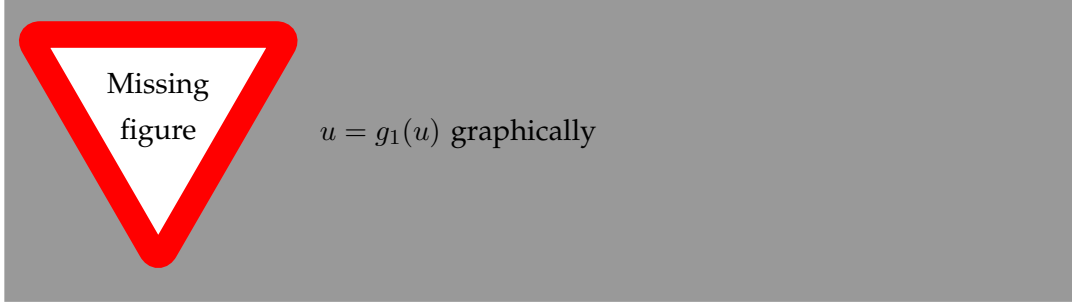 Missing
figure
u = g₁(u) graphically